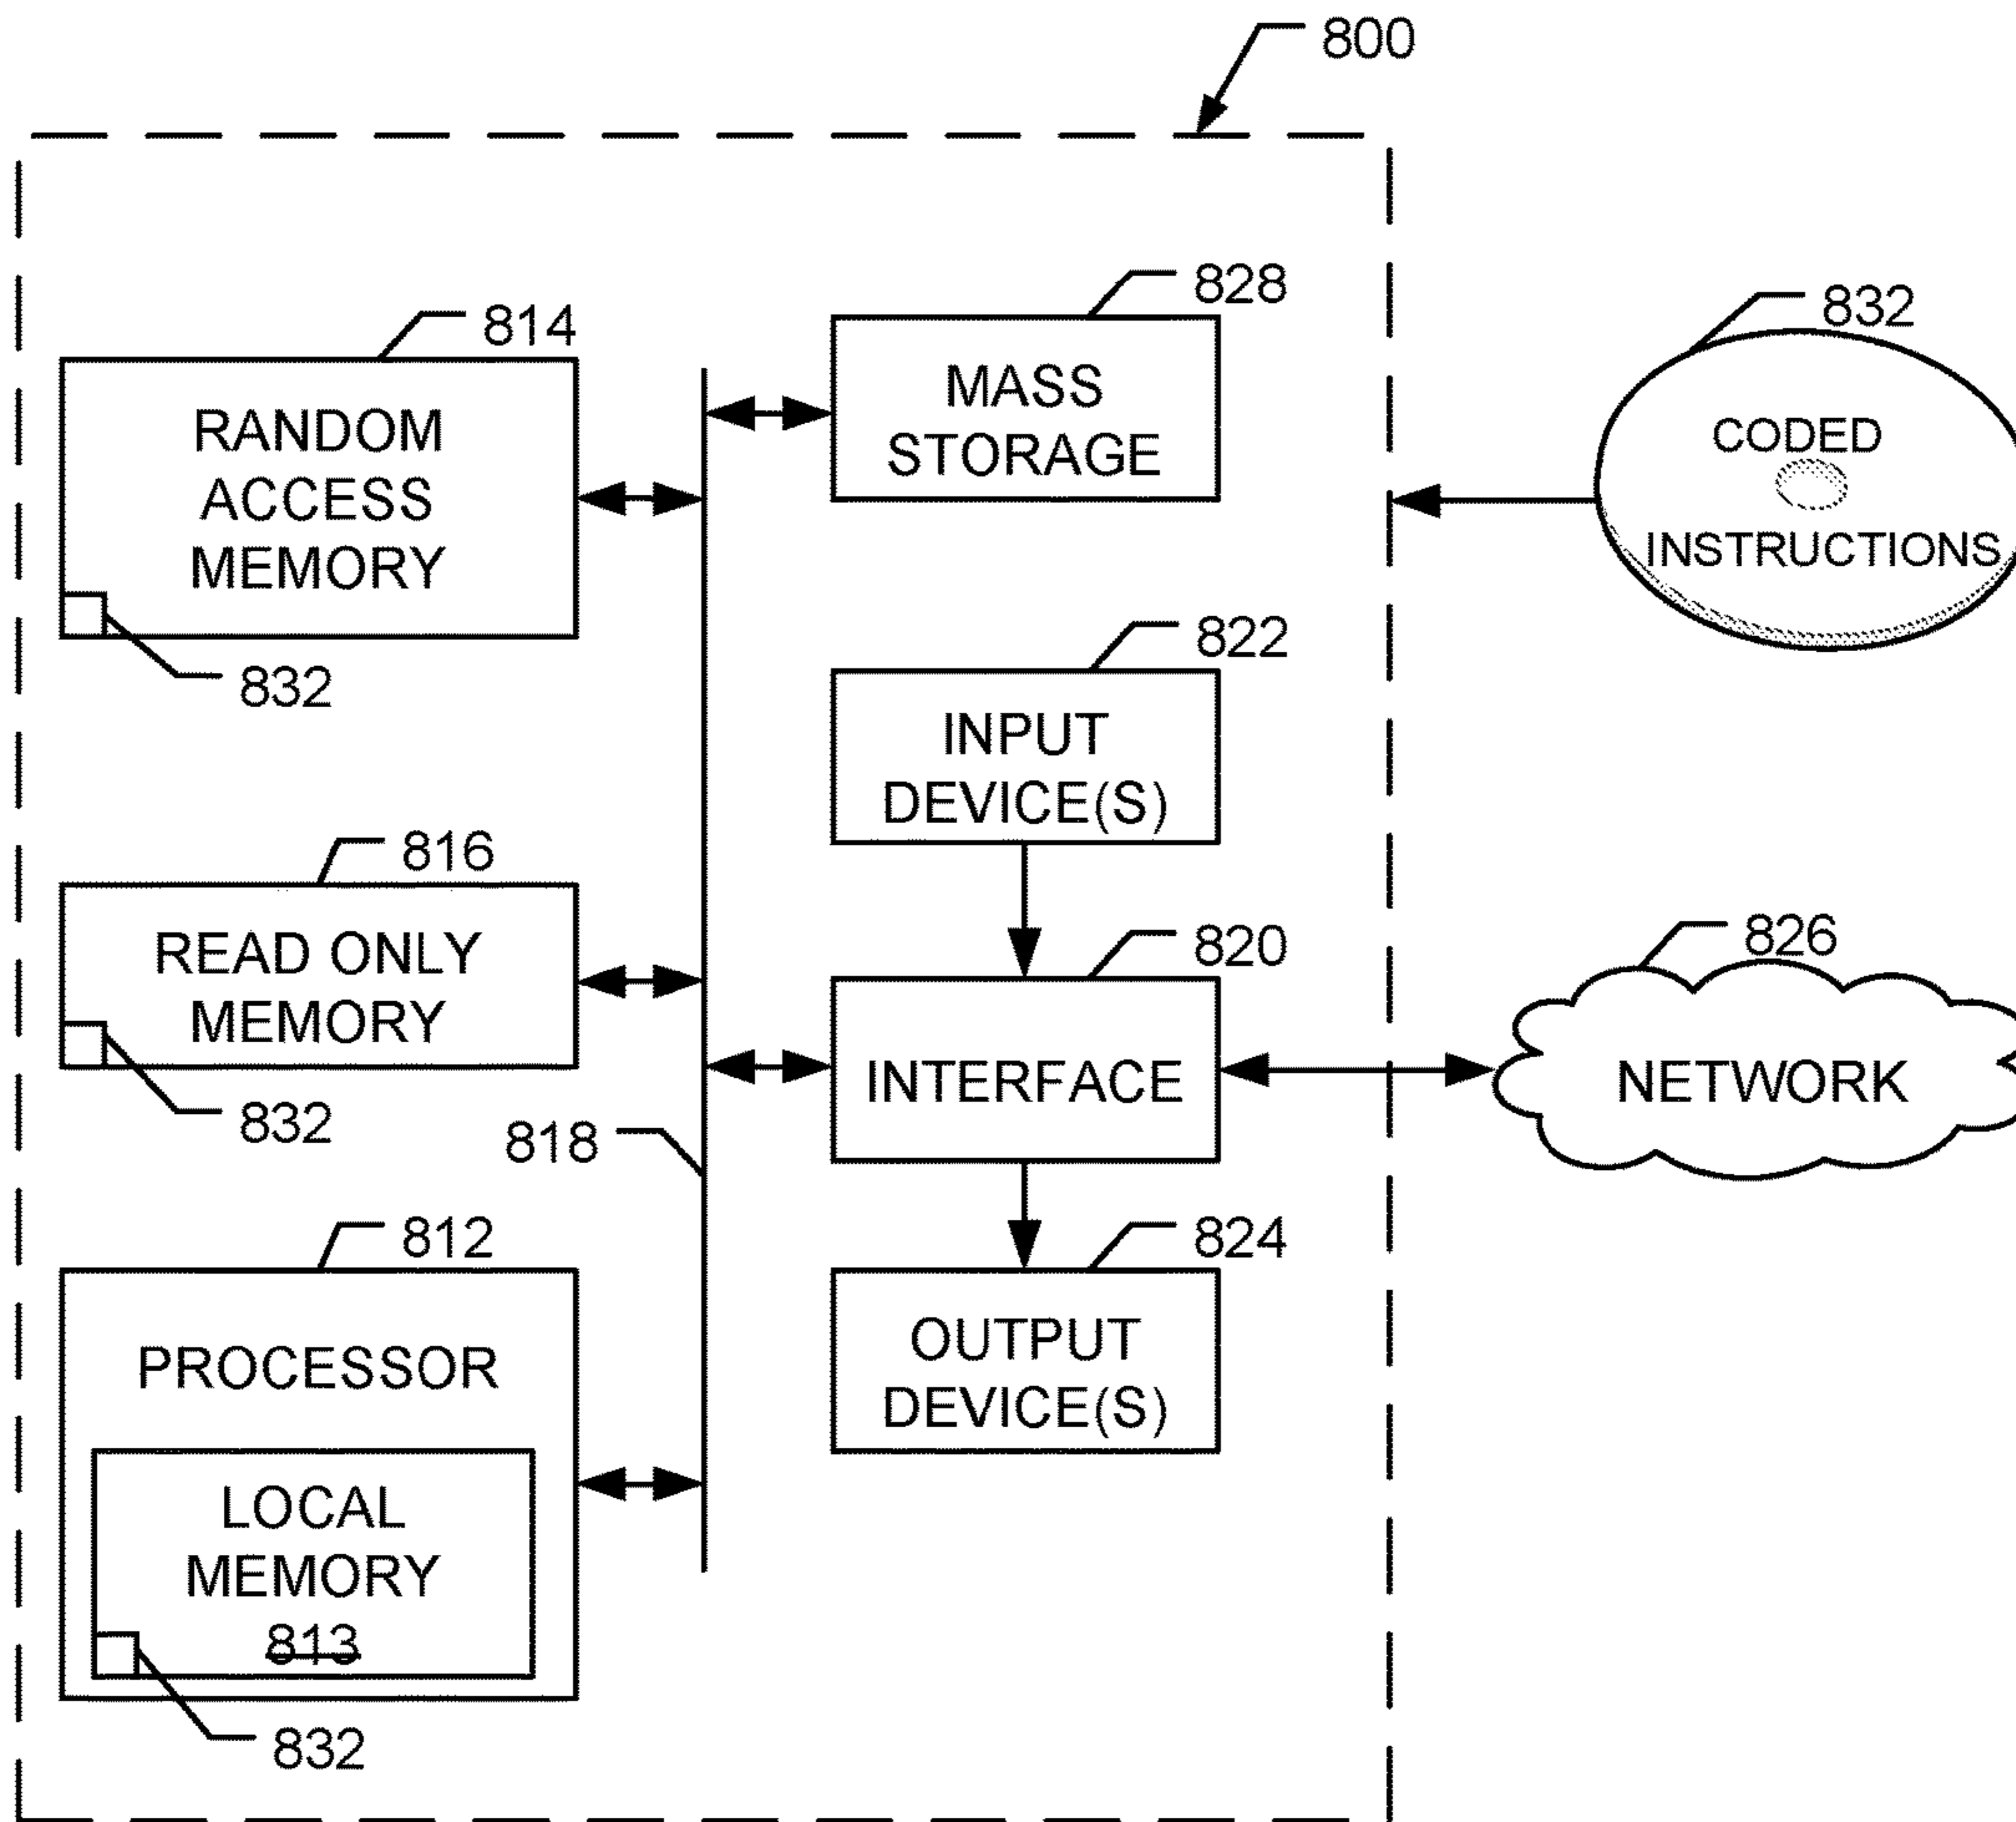 800
828
814
832
MASS
STORAGE
RANDOM
ACCESS
MEMORY
CODED
INSTRUCTIONS
832
822
INPUT
DEVICE(S)
816
READ ONLY
MEMORY
820
826
INTERFACE
NETWORK
832
818
812
824
PROCESSOR
OUTPUT
DEVICE(S)
LOCAL
MEMORY
813
832